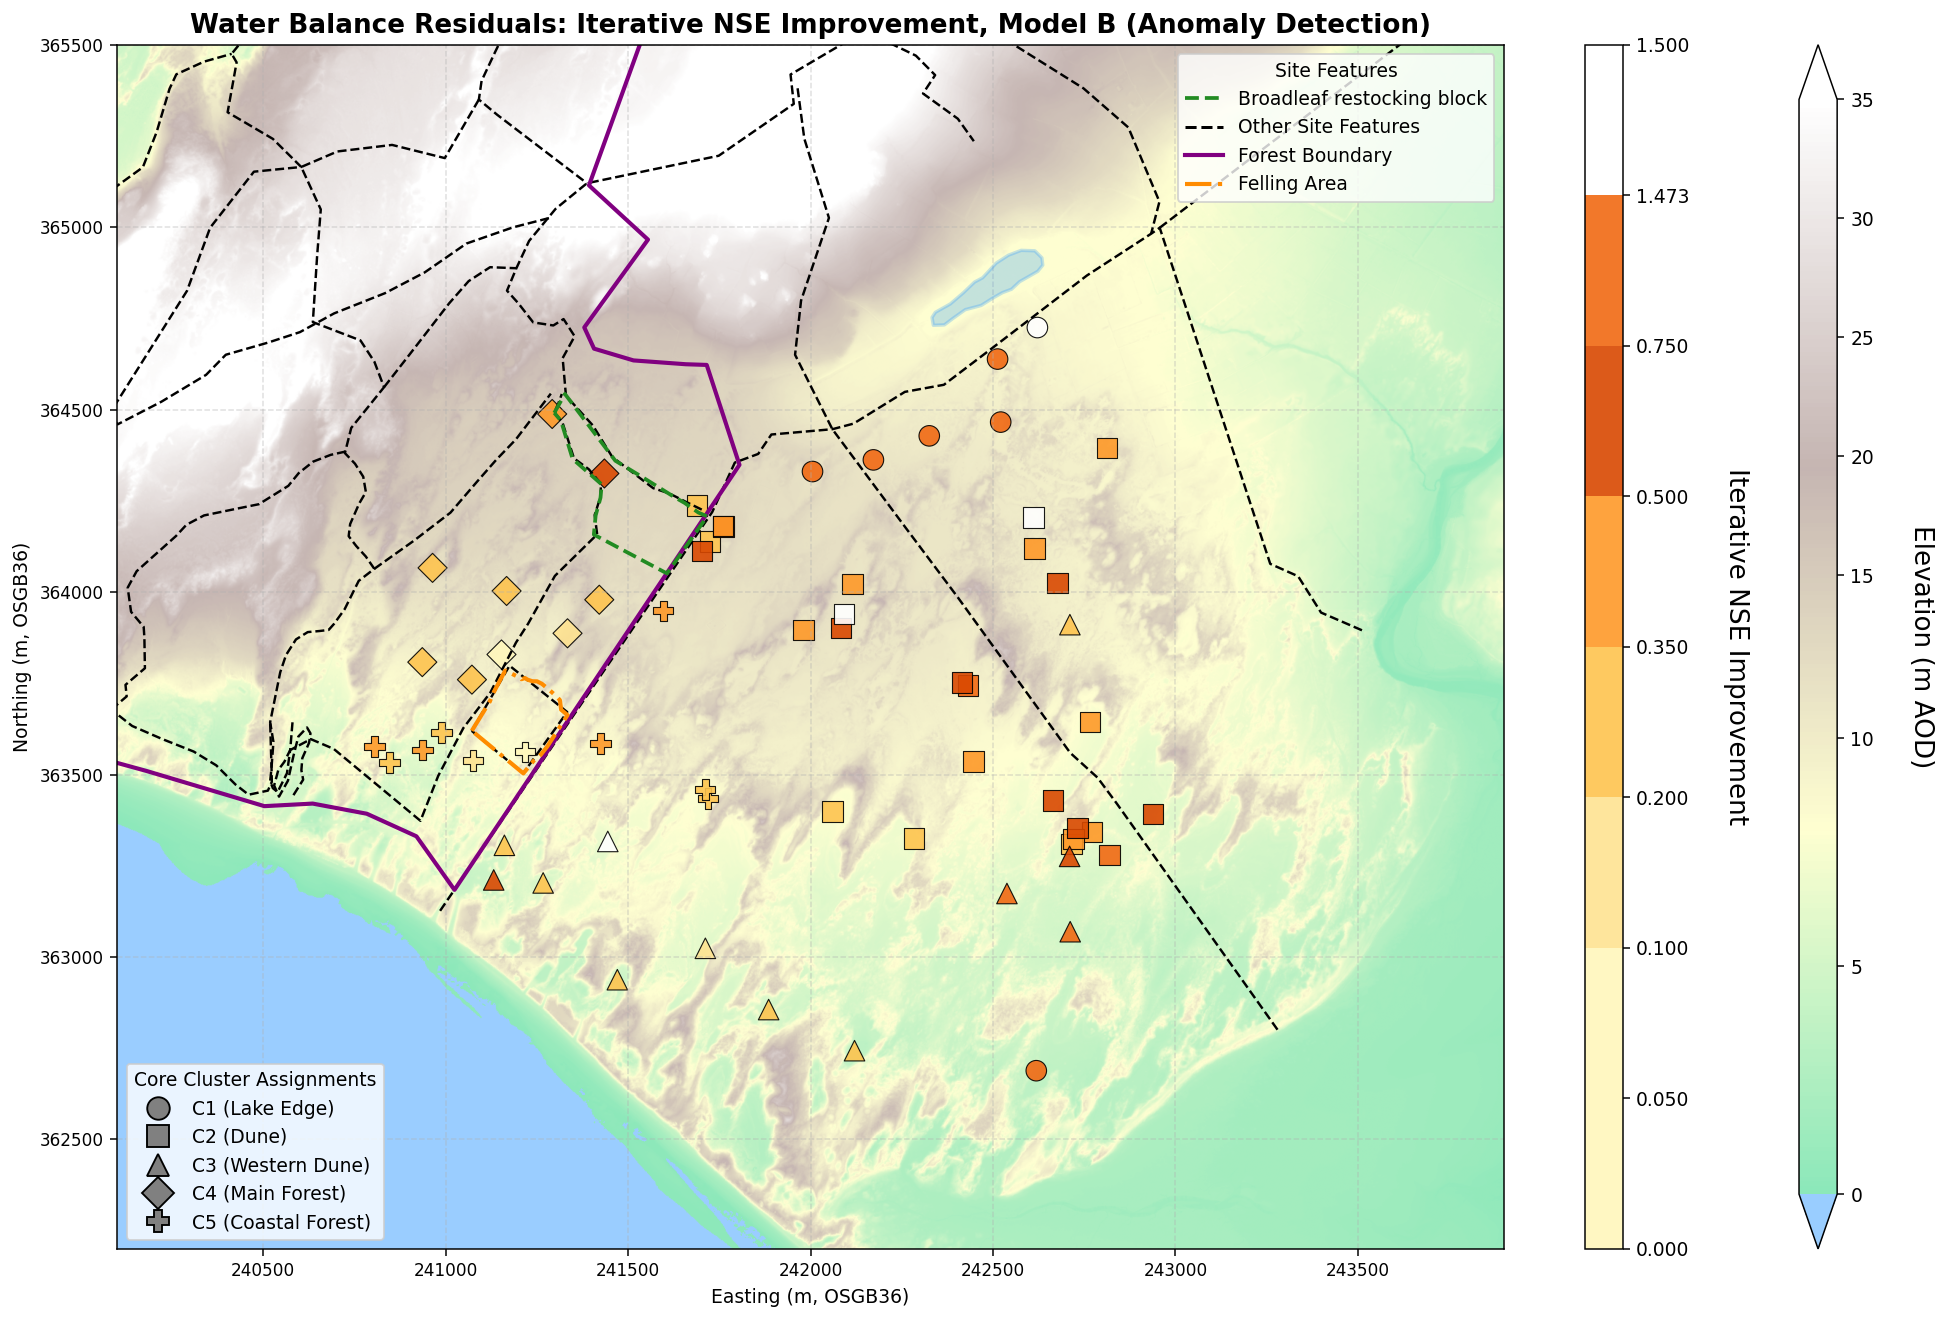 Water Balance Residuals: Iterative NSE Improvement, Model B (Anomaly Detection)
Site Features
Broadleaf restocking block
Other Site Features
Forest Boundary
Felling Area
Core Cluster Assignments
C1 (Lake Edge)
C2 (Dune)
C3 (Western Dune)
C4 (Main Forest)
C5 (Coastal Forest)
365500
365000
364500
364000
363500
363000
362500
Northing (m, OSGB36)
240500
241000
241500
242000
242500
243000
243500
Easting (m, OSGB36)
1.500
1.473
0.750
0.500
0.350
0.200
0.100
0.050
0.000
Iterative NSE Improvement
35
30
25
20
15
10
5
0
Elevation (m AOD)